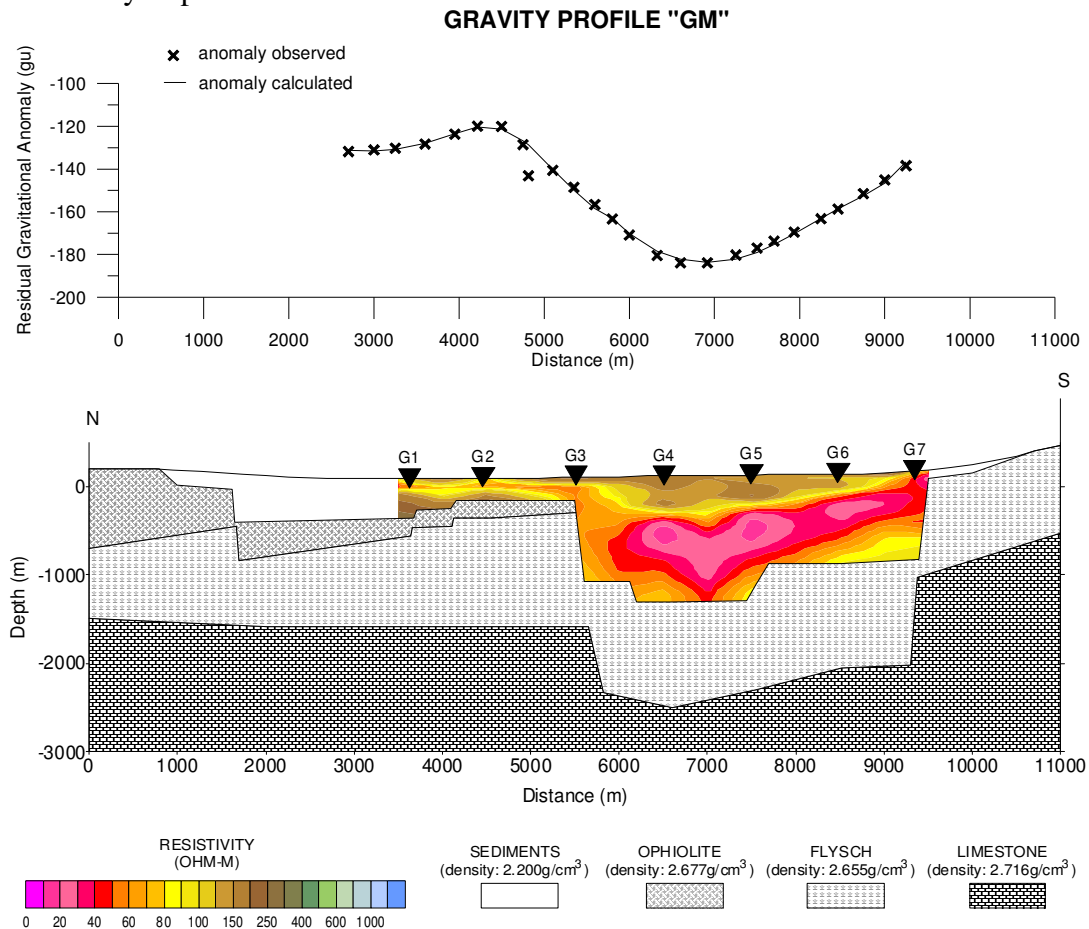 GRAVITY PROFILE "GM"
anomaly observed
anomaly calculated
Residual Gravitational Anomaly (gu)
-100
-120
-140
-160
-180
-200
0 1000 2000 3000 4000 5000 6000 7000 8000 9000 10000 11000
Distance (m)
N S
G1 G2 G3 G4 G5 G6 G7
Depth (m)
0
-1000
-2000
-3000
0 1000 2000 3000 4000 5000 6000 7000 8000 9000 10000 11000
Distance (m)
RESISTIVITY
(OHM-M)
0 20 40 60 80 100 150 250 400 600 1000
SEDIMENTS
(density: 2.200g/cm³)
OPHIOLITE
(density: 2.677g/cm³)
FLYSCH
(density: 2.655g/cm³)
LIMESTONE
(density: 2.716g/cm³)